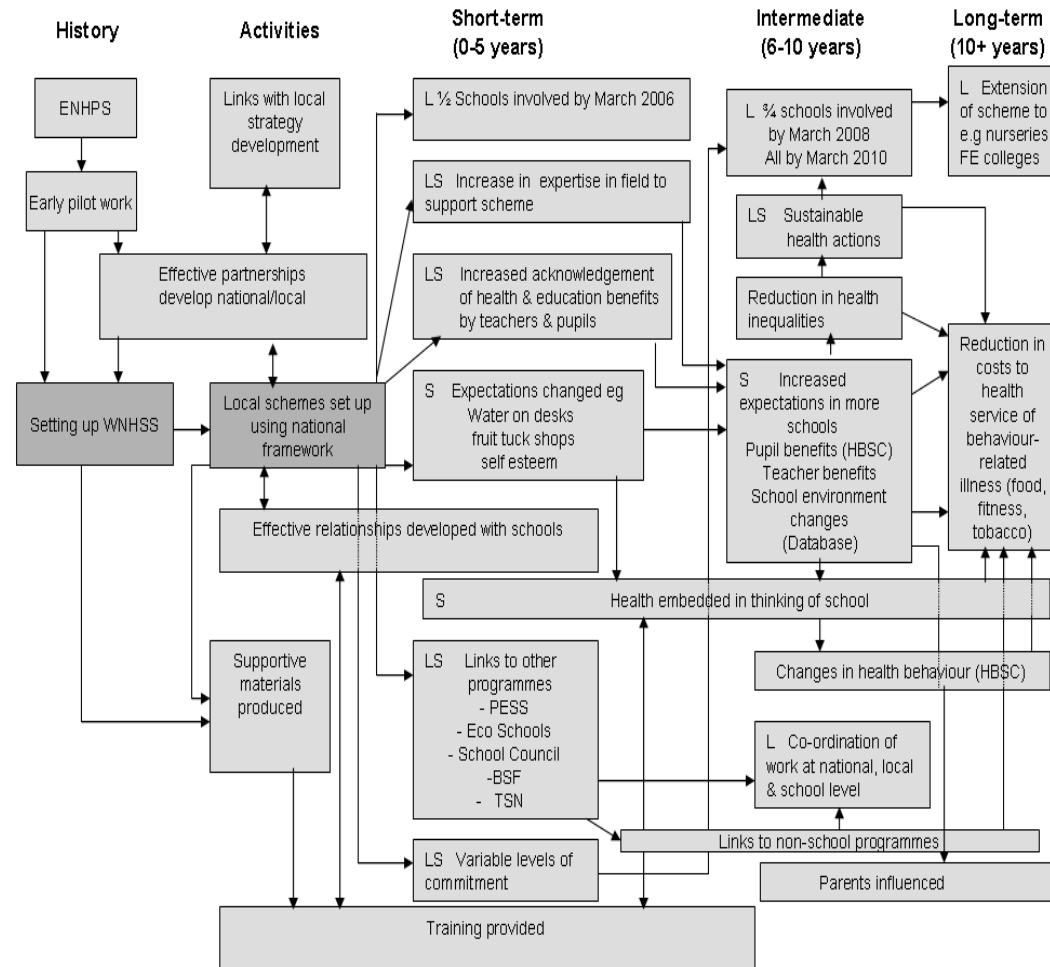 History
Activities
Short-term
(0-5 years)
Intermediate
(6-10 years)
Long-term
(10+ years)
ENHPS
Early pilot work
Links with local
strategy
development
Effective partnerships
develop national/local
Setting up WNHSS
Local schemes set up
using national
framework
Effective relationships developed with schools
Supportive
materials
produced
L ½ Schools involved by March 2006
LS Increase in expertise in field to
support scheme
LS Increased acknowledgement
of health & education benefits
by teachers & pupils
S Expectations changed eg
Water on desks
fruit tuck shops
self esteem
S Health embedded in thinking of school
LS Links to other
programmes
- PESS
- Eco Schools
- School Council
-BSF
- TSN
LS Variable levels of
commitment
Training provided
L ¾ schools involved
by March 2008
All by March 2010
LS Sustainable
health actions
Reduction in health
inequalities
S Increased
expectations in more
schools
Pupil benefits (HBSC)
Teacher benefits
School environment
changes
(Database)
Changes in health behaviour (HBSC)
L Co-ordination of
work at national, local
& school level
Links to non-school programmes
Parents influenced
L Extension
of scheme to
e.g nurseries
FE colleges
Reduction in
costs to
health
service of
behaviour-
related
illness (food,
fitness,
tobacco)